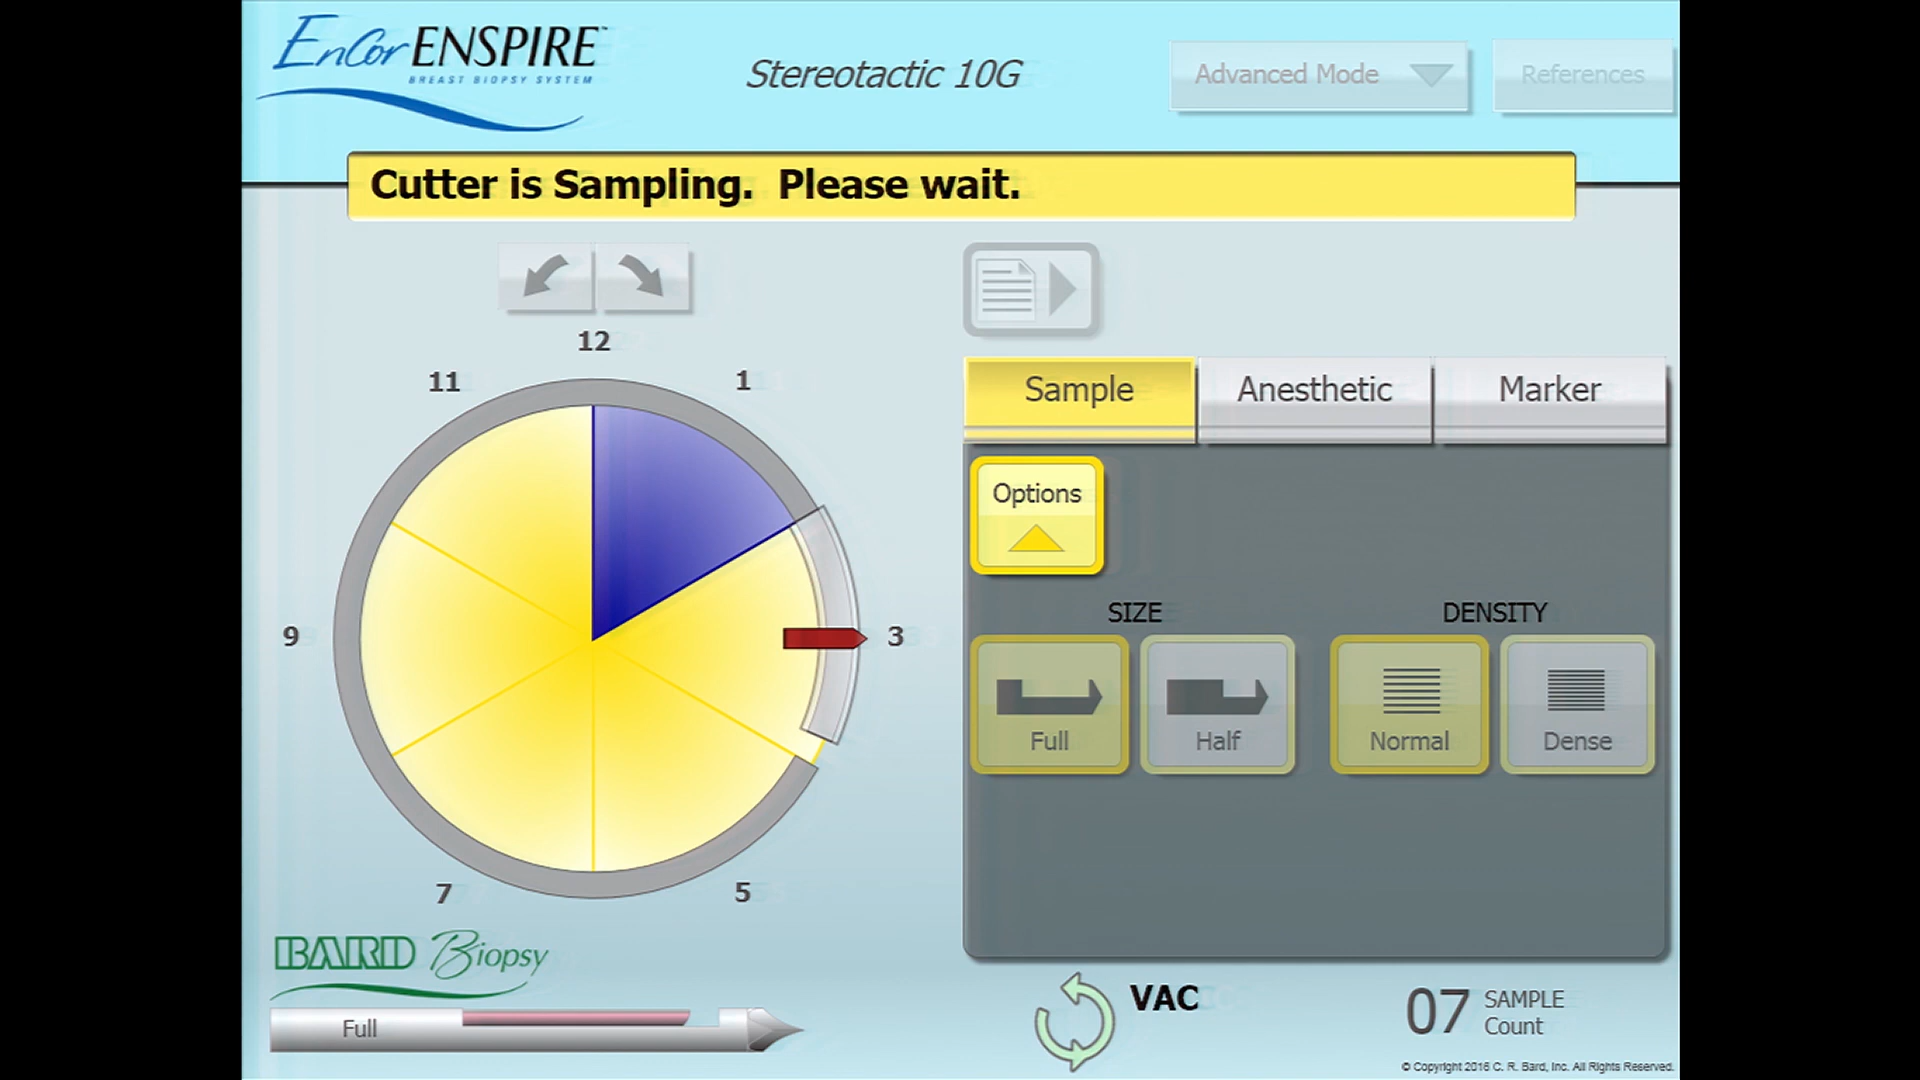 EnCor ENSPIRE™
BREAST BIOPSY SYSTEM
Stereotactic 10G
Advanced Mode
References
Cutter is Sampling. Please wait.
12
11
1
9
3
7
5
Sample
Anesthetic
Marker
Options
SIZE
DENSITY
Full
Half
Normal
Dense
BARD Biopsy
Full
VAC
07
SAMPLE
Count
© Copyright 2016 C. R. Bard, Inc. All Rights Reserved.